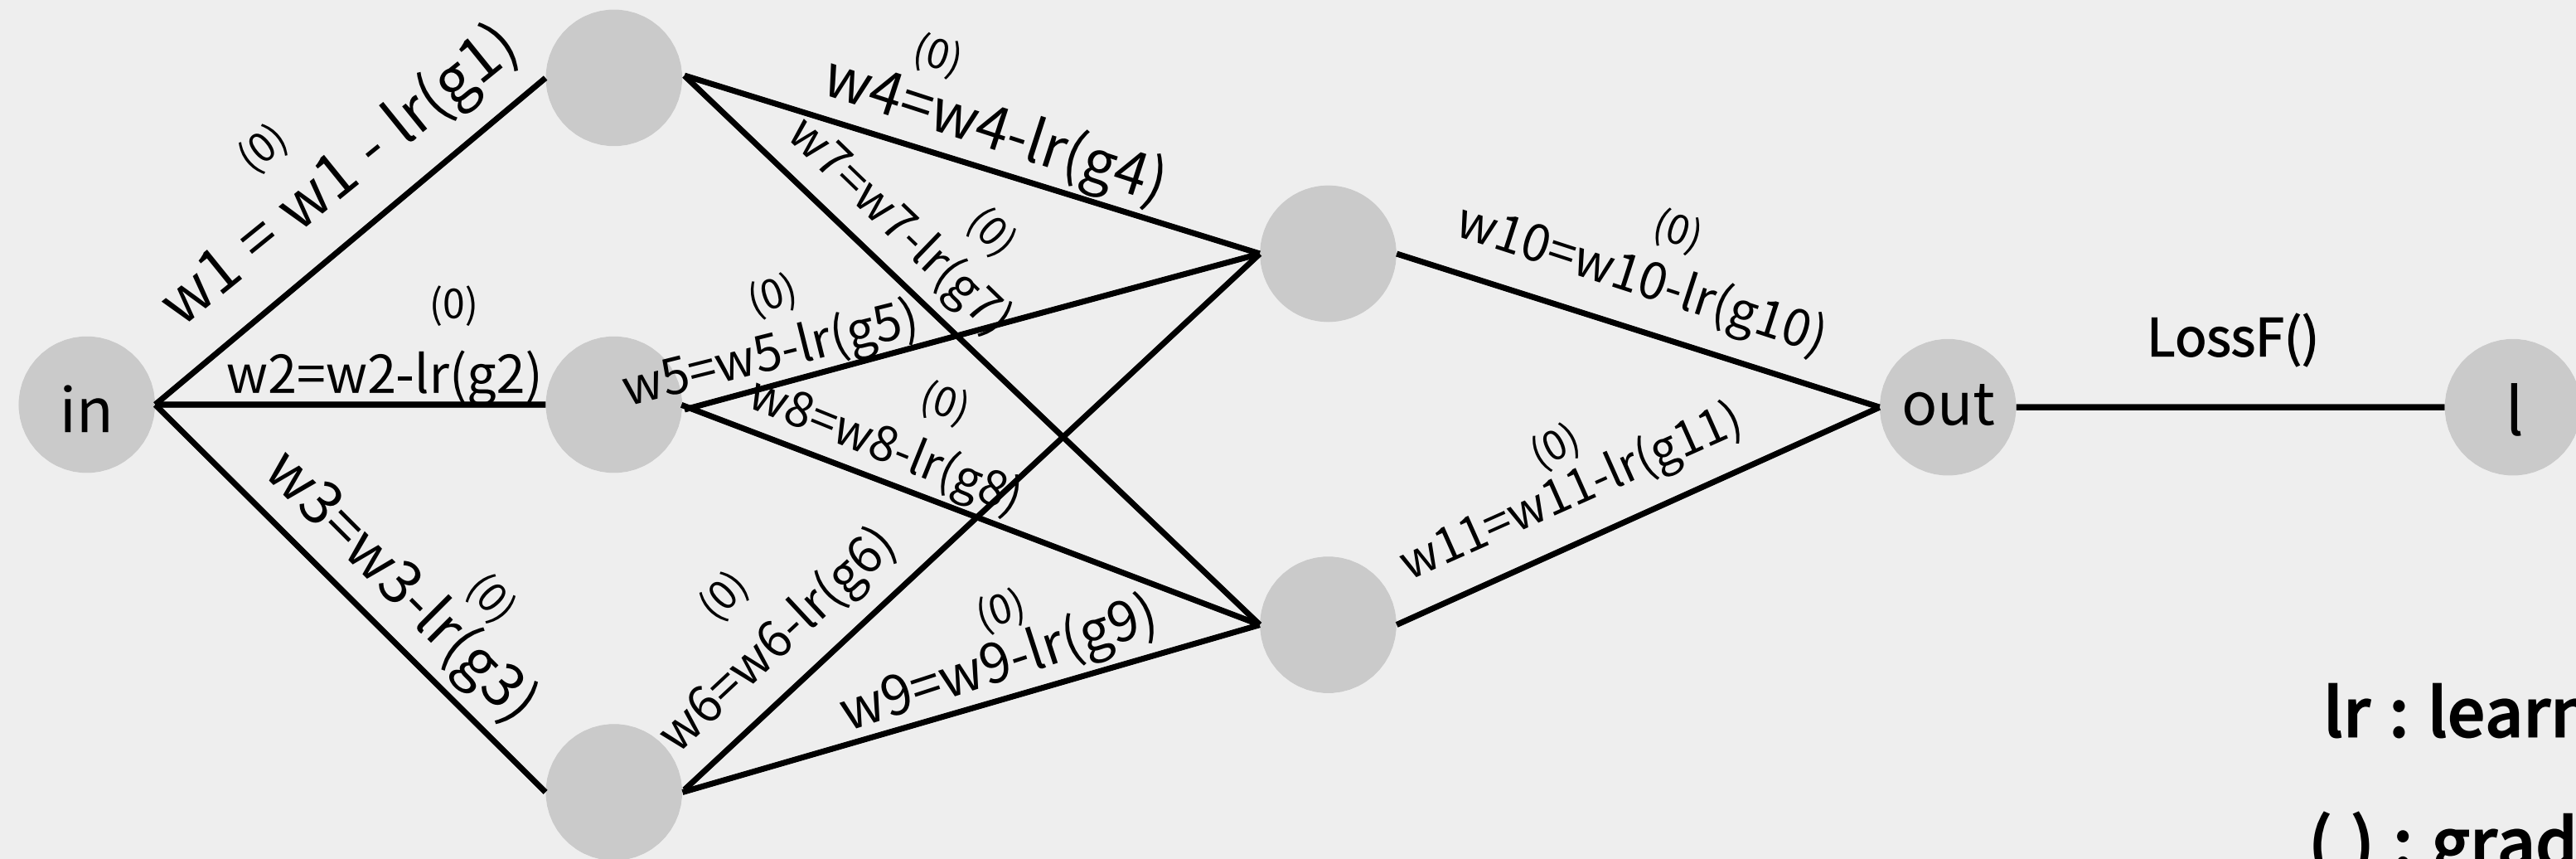 (0)
w1 = w1 - lr(g1)
(0)
w2=w2-lr(g2)
(0)
w3=w3-lr(g3)
(0)
w4=w4-lr(g4)
(0)
w7=w7-lr(g7)
(0)
w5=w5-lr(g5)
(0)
w8=w8-lr(g8)
(0)
w6=w6-lr(g6)
(0)
w9=w9-lr(g9)
(0)
w10=w10-lr(g10)
(0)
w11=w11-lr(g11)
in
out
LossF()
l
lr : learn
( ) : grad